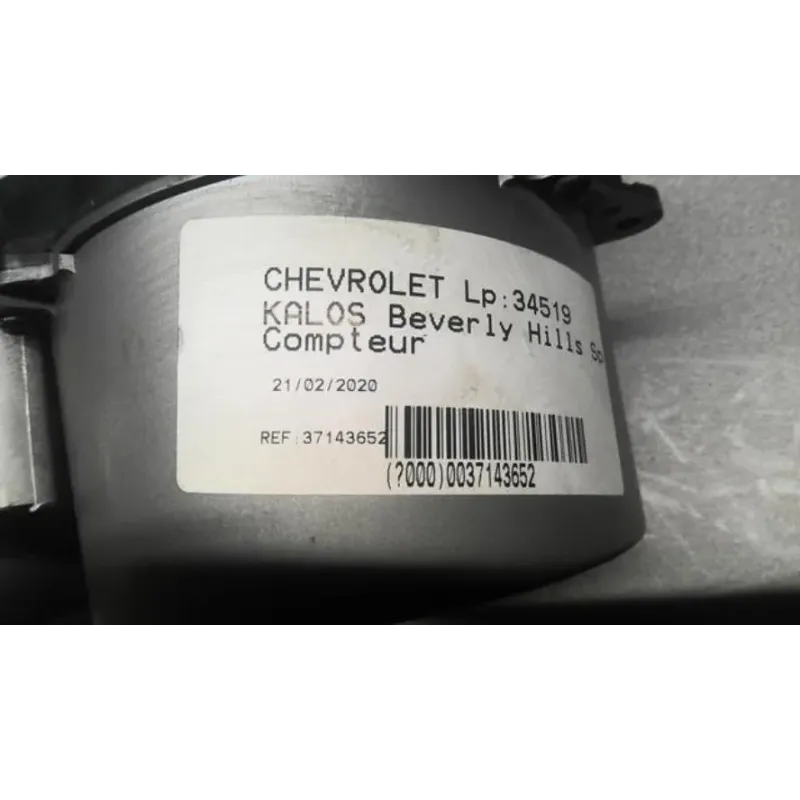 CHEVROLET Lp:34519
KALOS Beverly Hills
Compteur
21/02/2020
REF:37143652
(?000)0037143652